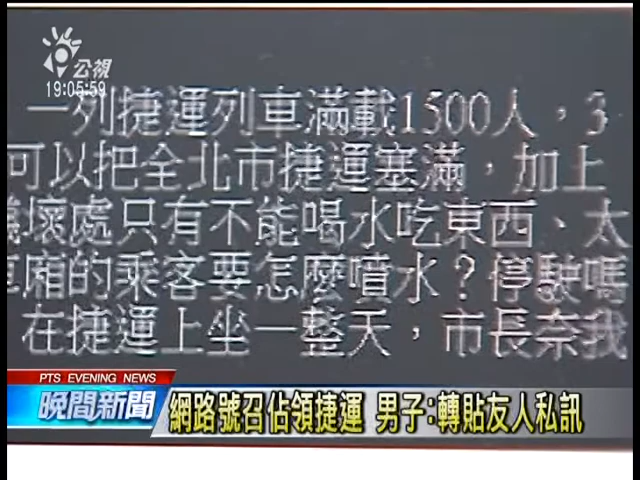 公視
19:05:59
一列捷運列車滿載1500人，3
可以把全北市捷運塞滿，加上
壞處只有不能喝水吃東西、太
車廂的乘客要怎麼噴水？停駛嗎
在捷運上坐一整天，市長奈我
PTS EVENING NEWS
晚間新聞
網路號召佔領捷運 男子：轉貼友人私訊